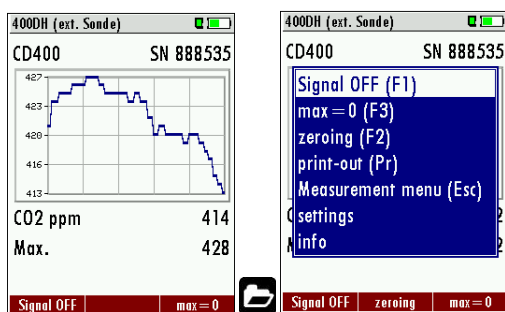 400DH (ext. Sonde)
CD400 SN 888535
427
423
420
416
413
CO2 ppm 414
Max. 428
Signal OFF max=0
400DH (ext. Sonde)
CD400 SN 888535
Signal OFF (F1)
max=0 (F3)
zeroing (F2)
print-out (Pr)
Measurement menu (Esc)
settings
info
Signal OFF zeroing max=0